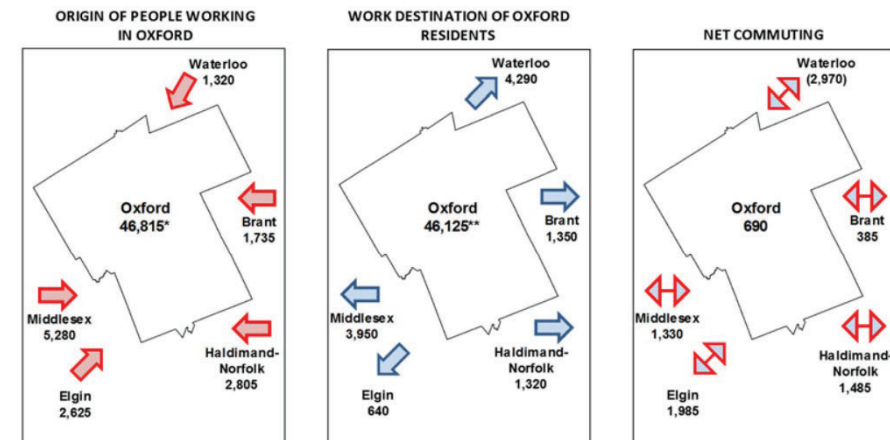 ORIGIN OF PEOPLE WORKING
IN OXFORD
Waterloo
1,320
Oxford
46,815*
Brant
1,735
Middlesex
5,280
Haldimand-
Norfolk
2,805
Elgin
2,625
WORK DESTINATION OF OXFORD
RESIDENTS
Waterloo
4,290
Oxford
46,125**
Brant
1,350
Middlesex
3,950
Haldimand-
Norfolk
1,320
Elgin
640
NET COMMUTING
Waterloo
(2,970)
Oxford
690
Brant
385
Middlesex
1,330
Haldimand-
Norfolk
1,485
Elgin
1,985